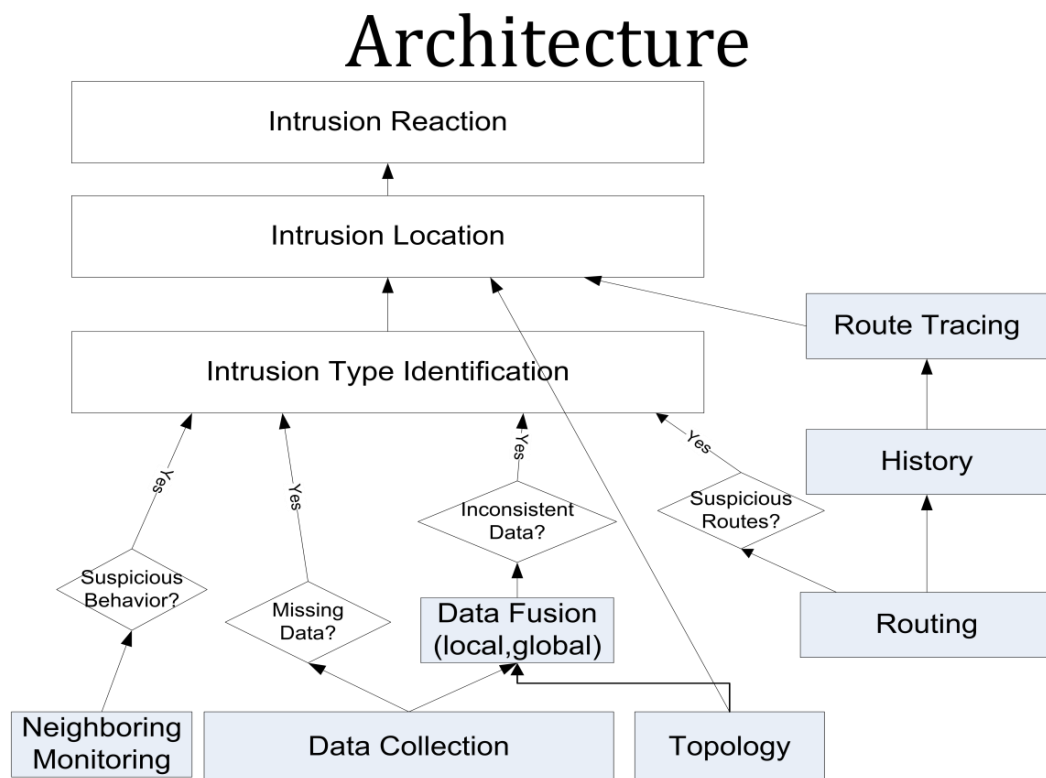 Architecture
Intrusion Reaction
Intrusion Location
Route Tracing
Intrusion Type Identification
Yes
Yes
Yes
Yes
History
Suspicious
Behavior?
Missing
Data?
Inconsistent
Data?
Suspicious
Routes?
Data Fusion
(local,global)
Routing
Neighboring
Monitoring
Data Collection
Topology